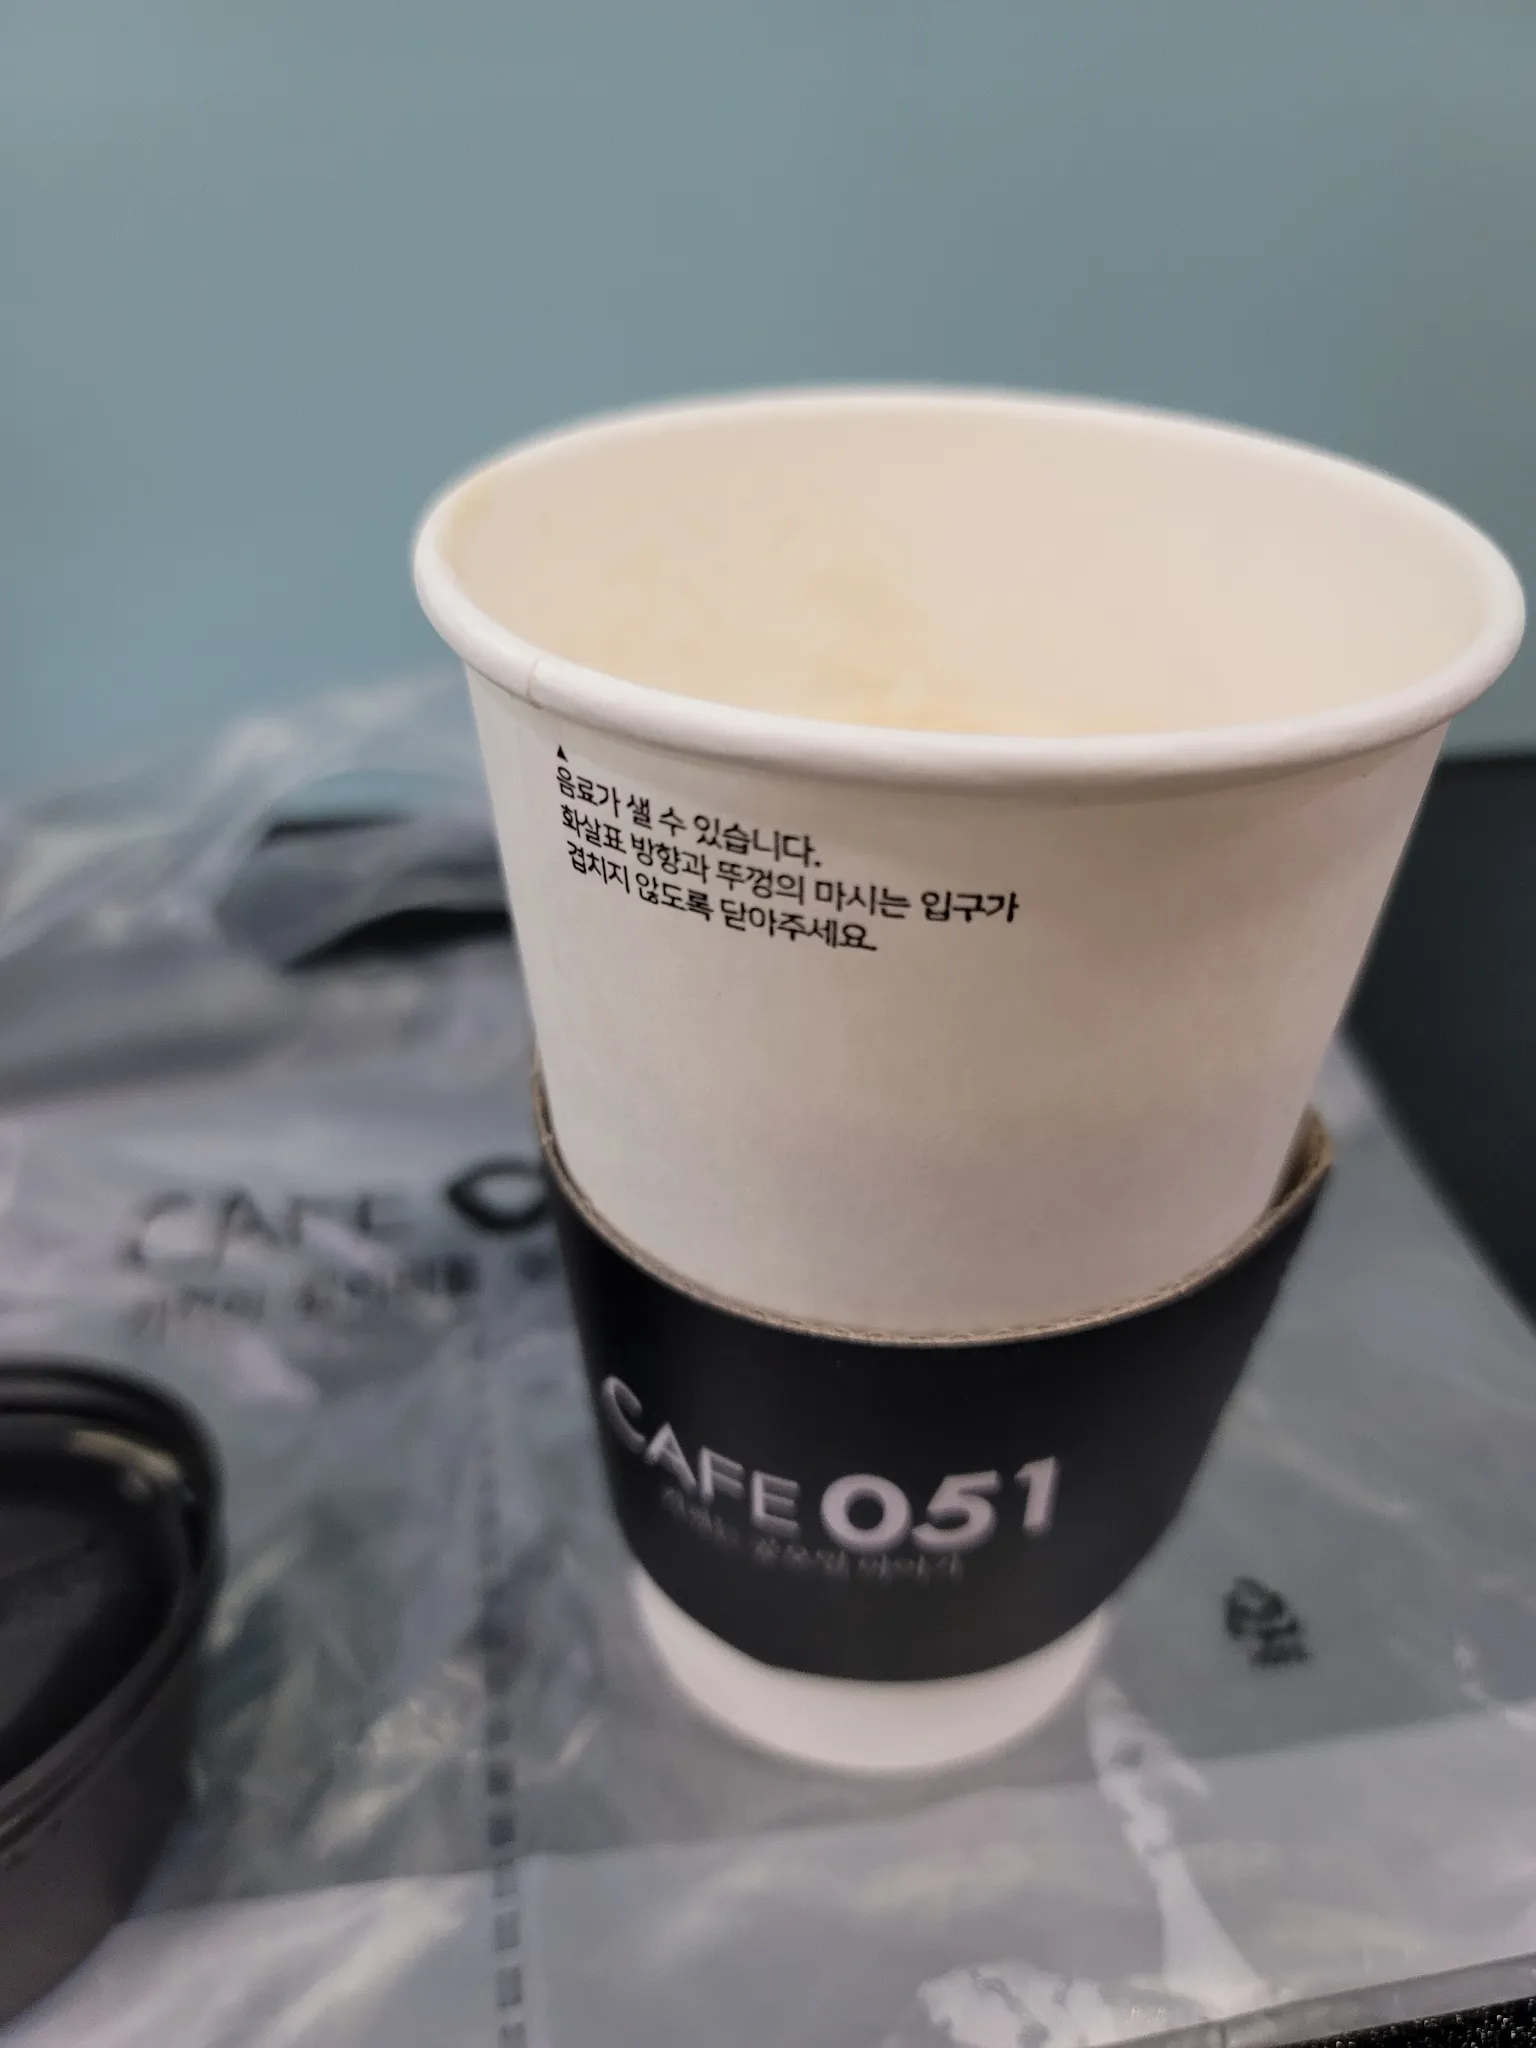 음료가 샐 수 있습니다.
화살표 방향과 뚜껑의 마시는 입구가
겹치지 않도록 닫아주세요.
CAFE
CAFE 051